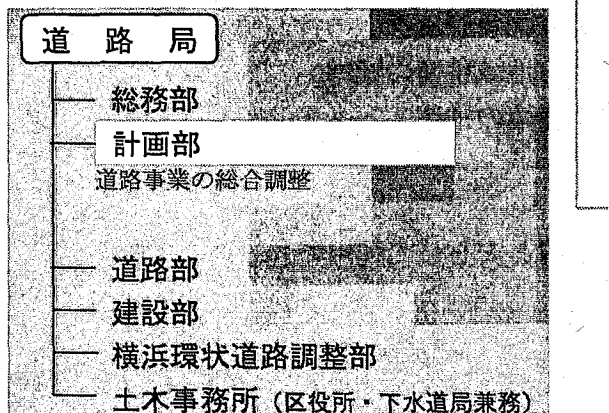 道路局
総務部
計画部
道路事業の総合調整
道路部
建設部
横浜環状道路調整部
土木事務所（区役所・下水道局兼務）